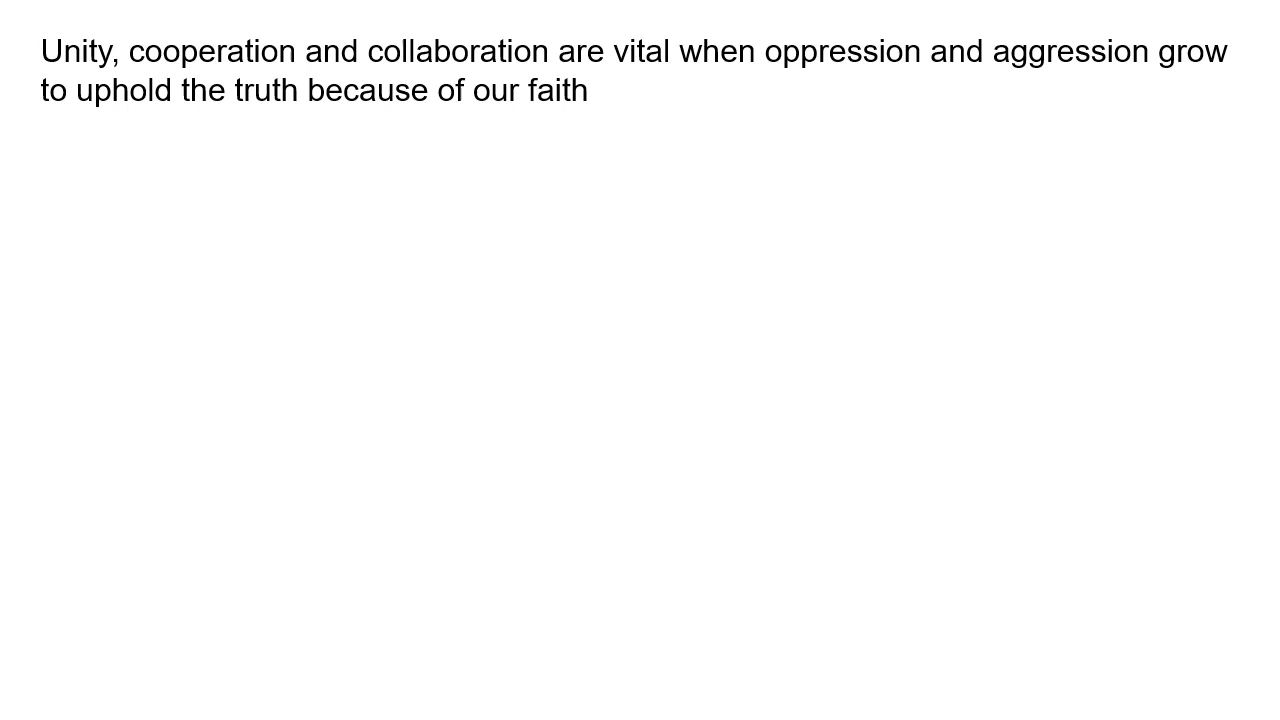 Unity, cooperation and collaboration are vital when oppression and aggression grow
to uphold the truth because of our faith